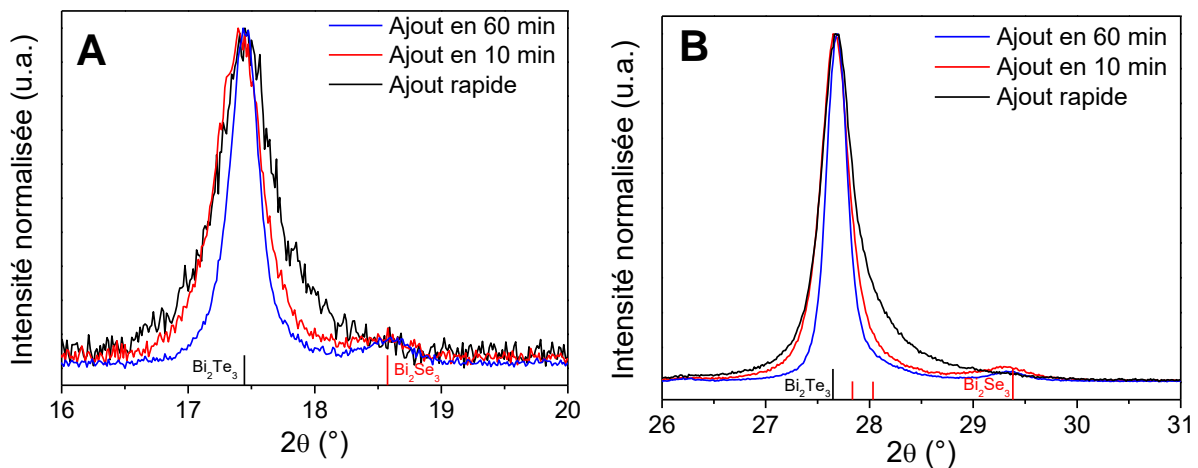 A
Ajout en 60 min
Ajout en 10 min
Ajout rapide
Intensité normalisée (u.a.)
Bi₂Te₃
Bi₂Se₃
16 17 18 19 20
2θ (°)
B
Ajout en 60 min
Ajout en 10 min
Ajout rapide
Intensité normalisée (u.a.)
Bi₂Te₃
Bi₂Se₃
26 27 28 29 30 31
2θ (°)